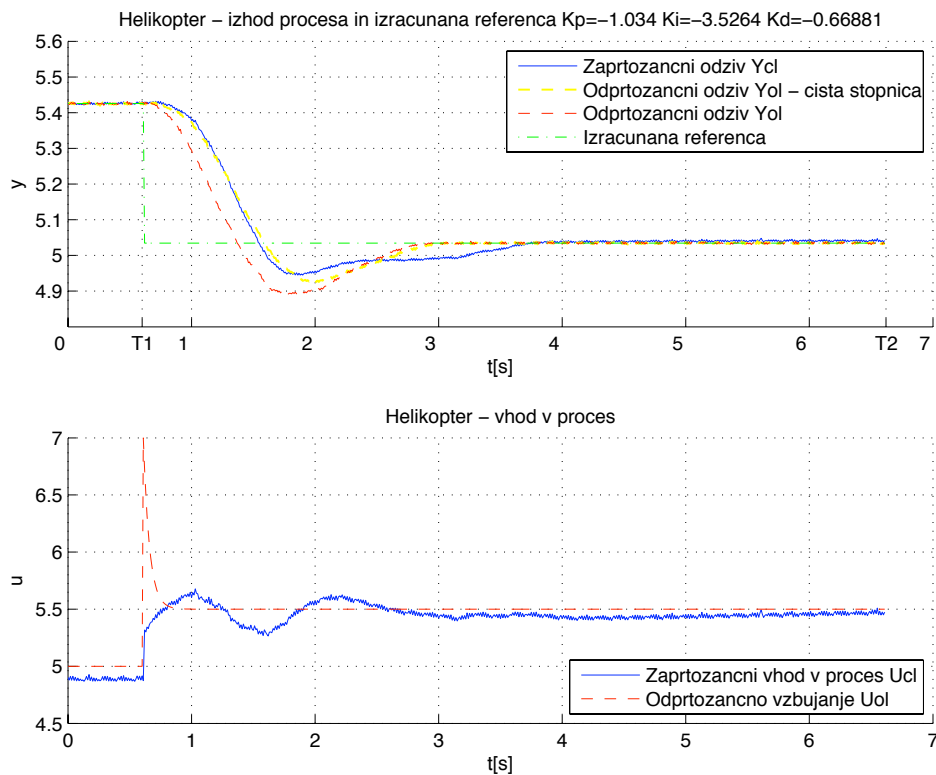 Helikopter − izhod procesa in izracunana referenca Kp=−1.034 Ki=−3.5264 Kd=−0.66881
5.6
5.5
5.4
5.3
5.2
5.1
5
4.9
y
Zaprtozancni odziv Ycl
Odprtozancni odziv Yol − cista stopnica
Odprtozancni odziv Yol
Izracunana referenca
0 T1 1 2 3 4 5 6 T2 7
t[s]
Helikopter − vhod v proces
7
6.5
6
5.5
5
4.5
u
Zaprtozancni vhod v proces Ucl
Odprtozancno vzbujanje Uol
0 1 2 3 4 5 6 7
t[s]